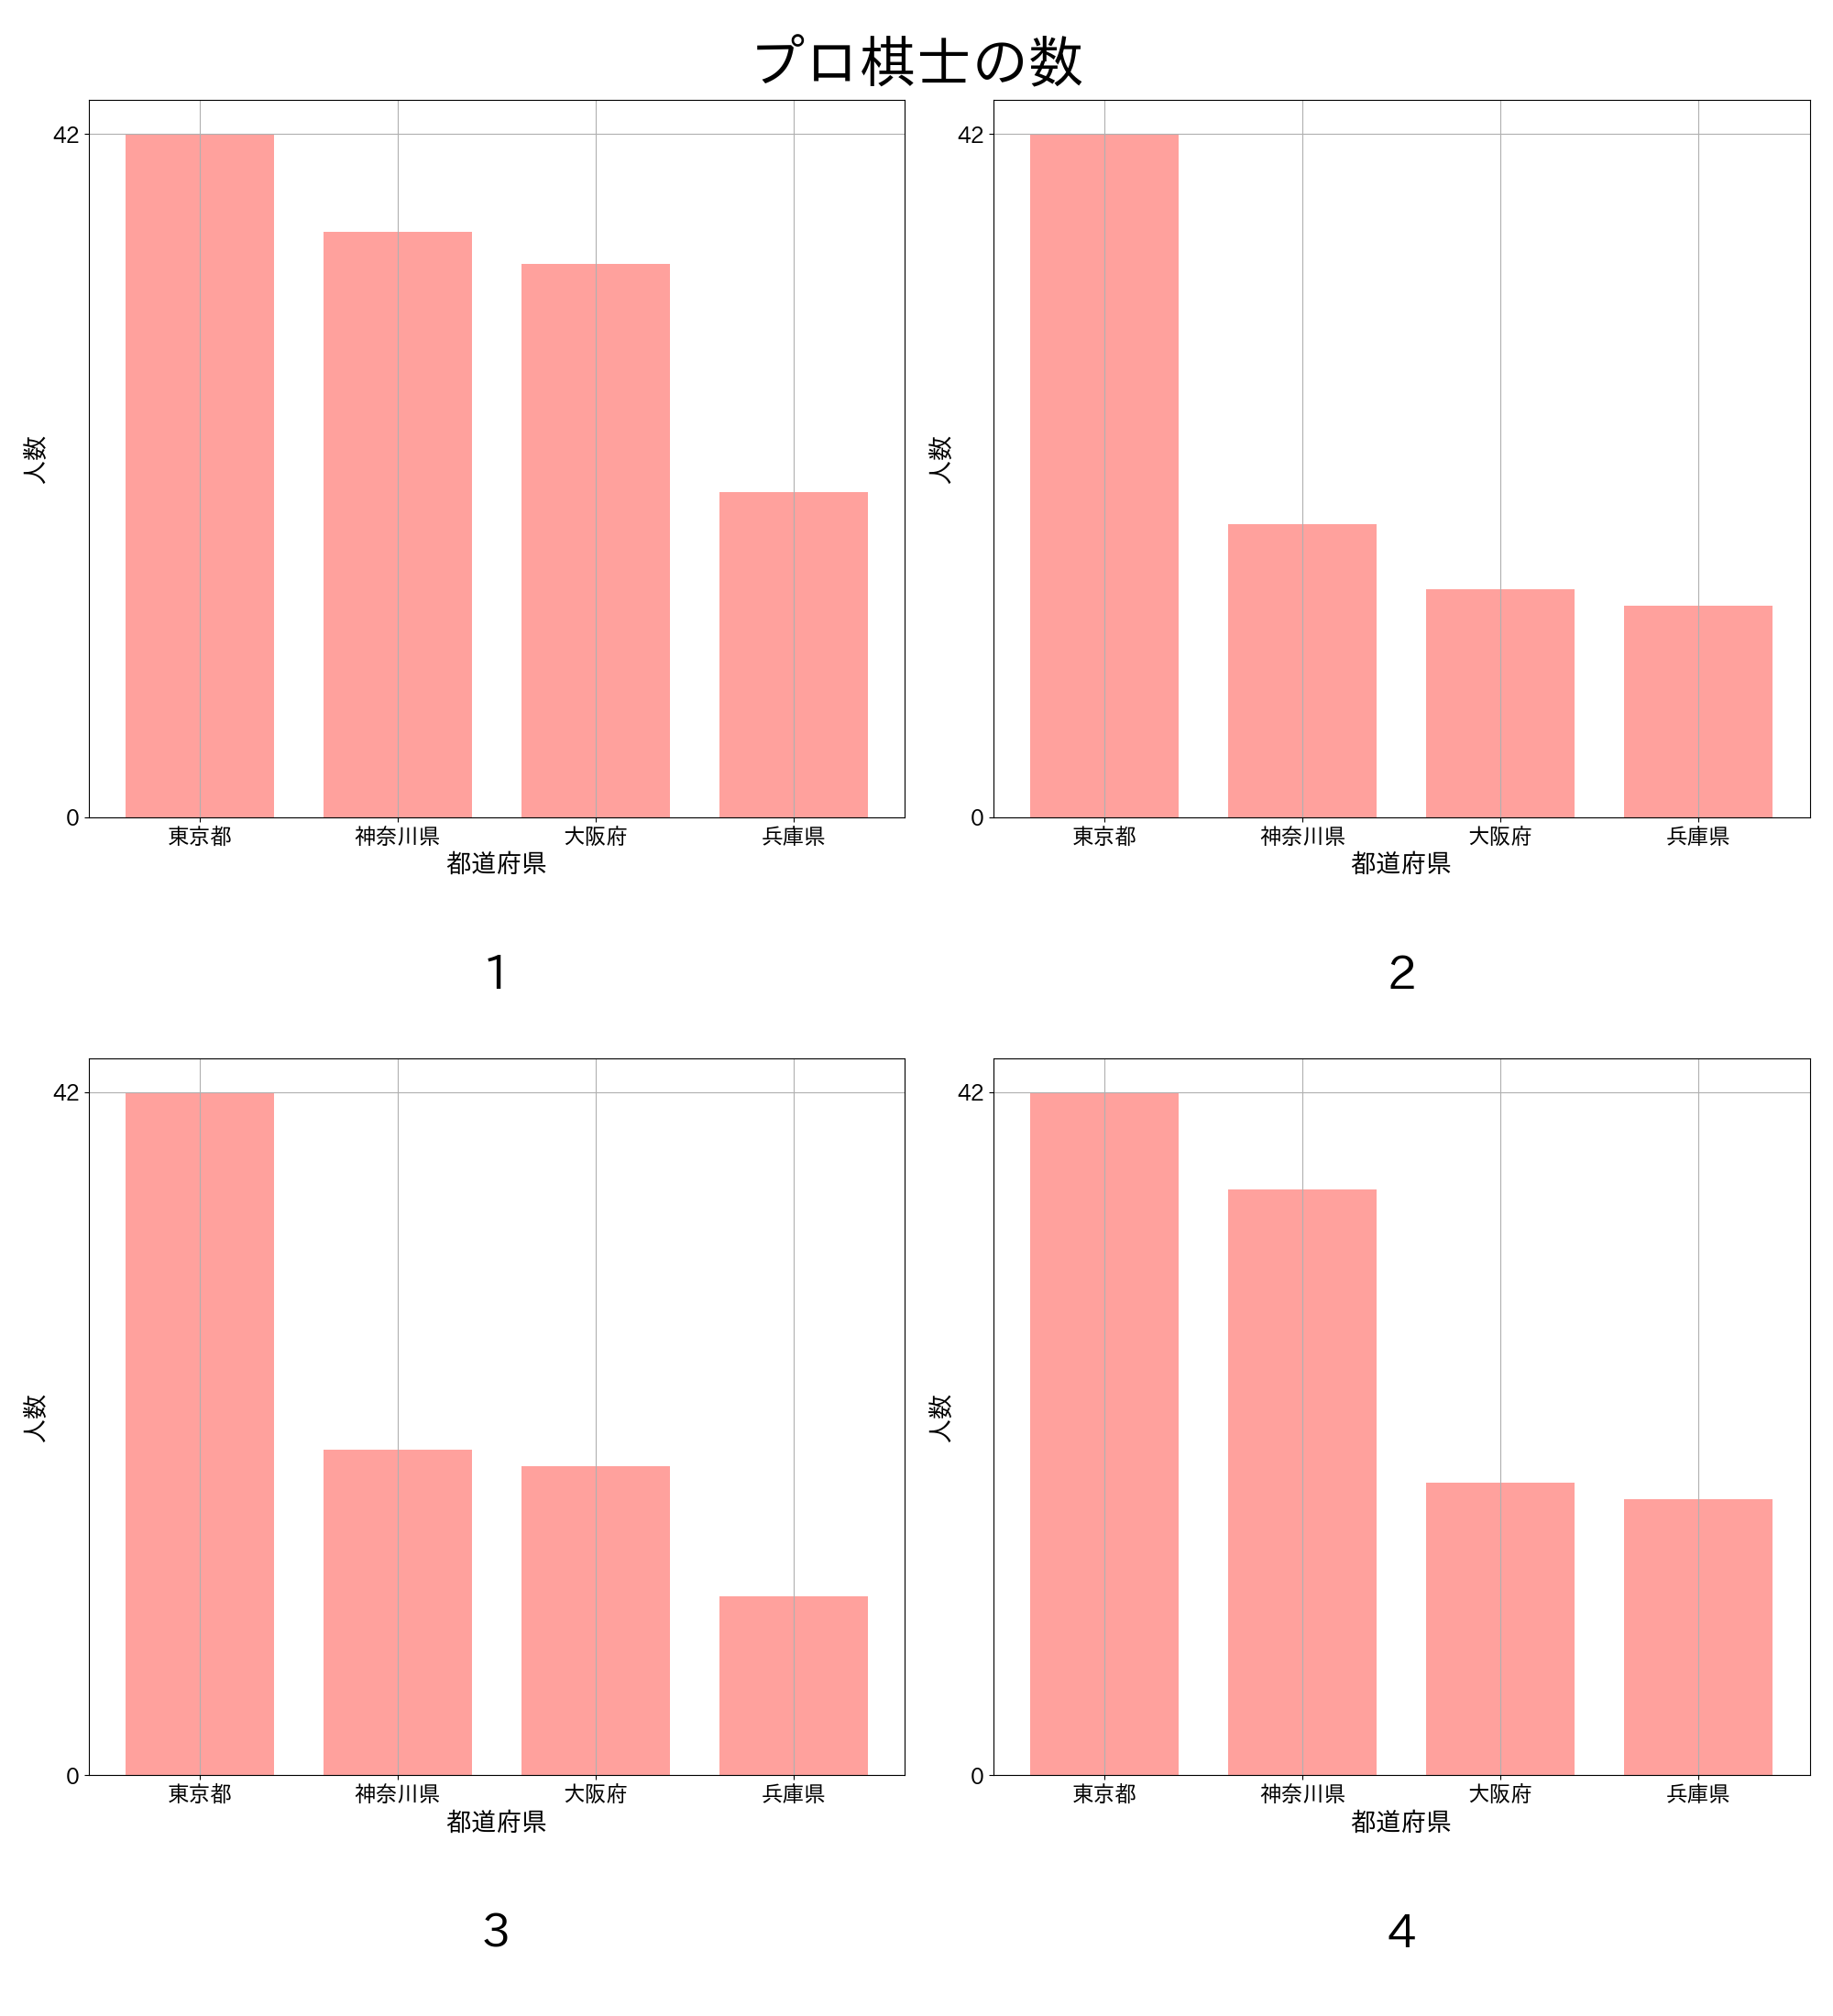 プロ棋士の数
42
人数
0
東京都 神奈川県 大阪府 兵庫県
都道府県
1
42
人数
0
東京都 神奈川県 大阪府 兵庫県
都道府県
2
42
人数
0
東京都 神奈川県 大阪府 兵庫県
都道府県
3
42
人数
0
東京都 神奈川県 大阪府 兵庫県
都道府県
4